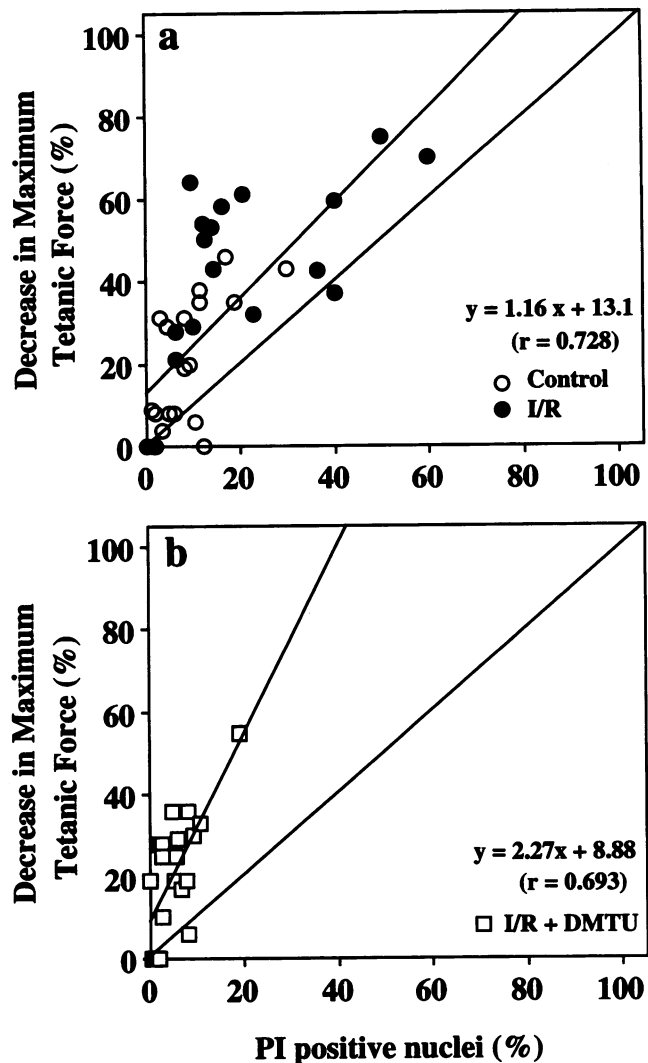 a
Decrease in Maximum
Tetanic Force (%)
100
80
60
40
20
0
y = 1.16 x + 13.1
(r = 0.728)
Control
I/R
0 20 40 60 80 100
b
Decrease in Maximum
Tetanic Force (%)
100
80
60
40
20
0
y = 2.27x + 8.88
(r = 0.693)
I/R + DMTU
0 20 40 60 80 100
PI positive nuclei (%)